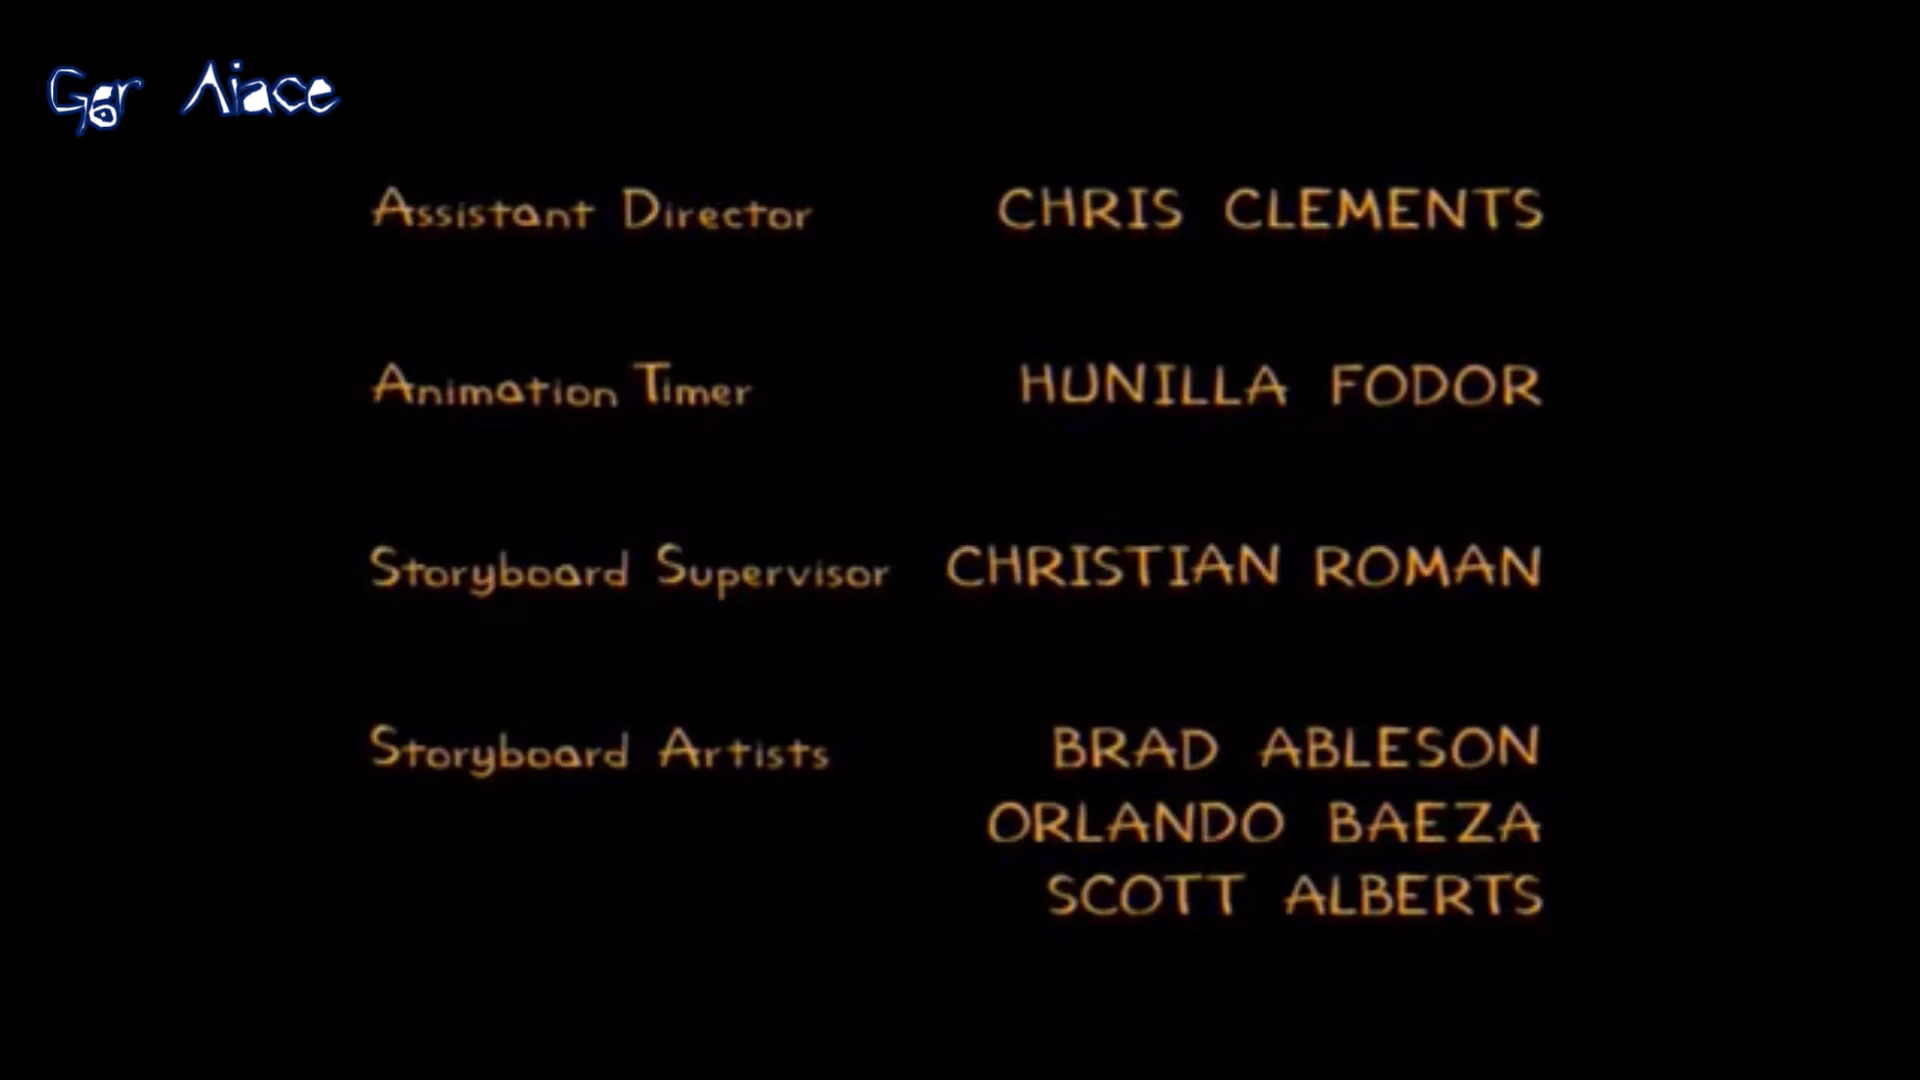 Ggr Aiace
Assistant Director CHRIS CLEMENTS
Animation Timer HUNILLA FODOR
Storyboard Supervisor CHRISTIAN ROMAN
Storyboard Artists BRAD ABLESON
ORLANDO BAEZA
SCOTT ALBERTS